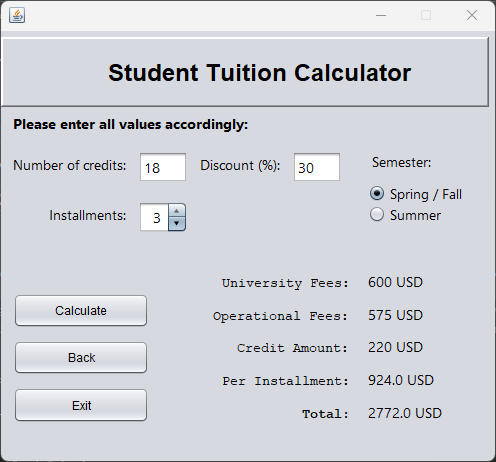 Student Tuition Calculator
Please enter all values accordingly:
Number of credits: 18 Discount (%): 30 Semester:
Spring / Fall
Installments: 3 Summer
University Fees: 600 USD
Calculate
Operational Fees: 575 USD
Credit Amount: 220 USD
Back
Per Installment: 924.0 USD
Exit
Total: 2772.0 USD